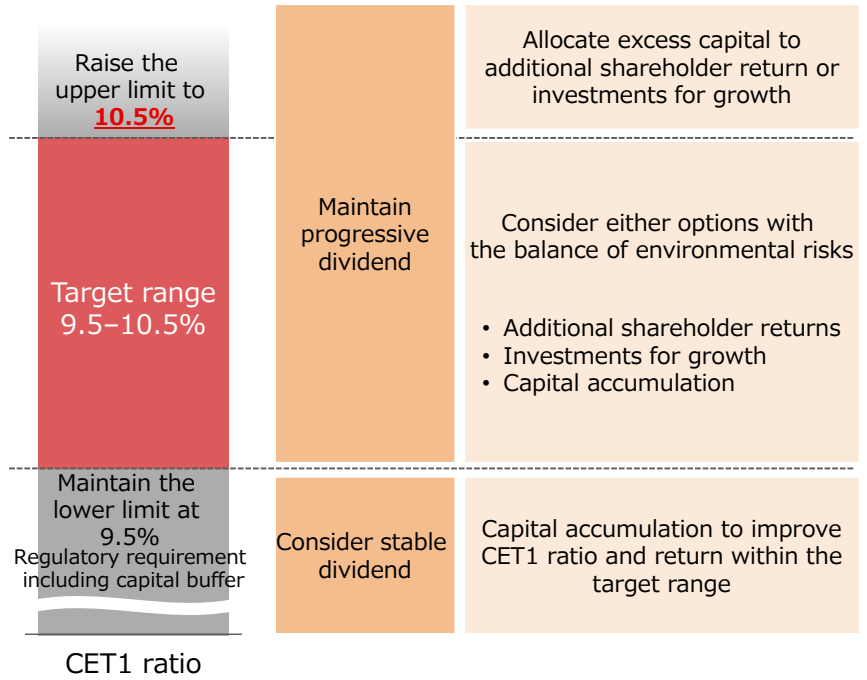 Raise the
upper limit to
10.5%
Target range
9.5–10.5%
Maintain the
lower limit at
9.5%
Regulatory requirement
including capital buffer
CET1 ratio
Maintain
progressive
dividend
Consider stable
dividend
Allocate excess capital to
additional shareholder return or
investments for growth
Consider either options with
the balance of environmental risks
• Additional shareholder returns
• Investments for growth
• Capital accumulation
Capital accumulation to improve
CET1 ratio and return within the
target range